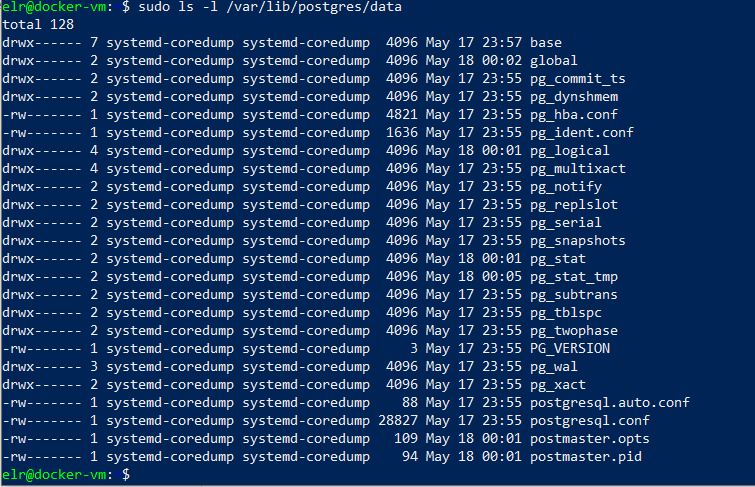 elr@docker-vm: $ sudo ls -l /var/lib/postgres/data
total 128
drwx------ 7 systemd-coredump systemd-coredump  4096 May 17 23:57 base
drwx------ 2 systemd-coredump systemd-coredump  4096 May 18 00:02 global
drwx------ 2 systemd-coredump systemd-coredump  4096 May 17 23:55 pg_commit_ts
drwx------ 2 systemd-coredump systemd-coredump  4096 May 17 23:55 pg_dynshmem
-rw------- 1 systemd-coredump systemd-coredump  4821 May 17 23:55 pg_hba.conf
-rw------- 1 systemd-coredump systemd-coredump  1636 May 17 23:55 pg_ident.conf
drwx------ 4 systemd-coredump systemd-coredump  4096 May 18 00:01 pg_logical
drwx------ 4 systemd-coredump systemd-coredump  4096 May 17 23:55 pg_multixact
drwx------ 2 systemd-coredump systemd-coredump  4096 May 17 23:55 pg_notify
drwx------ 2 systemd-coredump systemd-coredump  4096 May 17 23:55 pg_replslot
drwx------ 2 systemd-coredump systemd-coredump  4096 May 17 23:55 pg_serial
drwx------ 2 systemd-coredump systemd-coredump  4096 May 17 23:55 pg_snapshots
drwx------ 2 systemd-coredump systemd-coredump  4096 May 18 00:01 pg_stat
drwx------ 2 systemd-coredump systemd-coredump  4096 May 18 00:05 pg_stat_tmp
drwx------ 2 systemd-coredump systemd-coredump  4096 May 17 23:55 pg_subtrans
drwx------ 2 systemd-coredump systemd-coredump  4096 May 17 23:55 pg_tblspc
drwx------ 2 systemd-coredump systemd-coredump  4096 May 17 23:55 pg_twophase
-rw------- 1 systemd-coredump systemd-coredump     3 May 17 23:55 PG_VERSION
drwx------ 3 systemd-coredump systemd-coredump  4096 May 17 23:55 pg_wal
drwx------ 2 systemd-coredump systemd-coredump  4096 May 17 23:55 pg_xact
-rw------- 1 systemd-coredump systemd-coredump    88 May 17 23:55 postgresql.auto.conf
-rw------- 1 systemd-coredump systemd-coredump 28827 May 17 23:55 postgresql.conf
-rw------- 1 systemd-coredump systemd-coredump   109 May 18 00:01 postmaster.opts
-rw------- 1 systemd-coredump systemd-coredump    94 May 18 00:01 postmaster.pid
elr@docker-vm: $